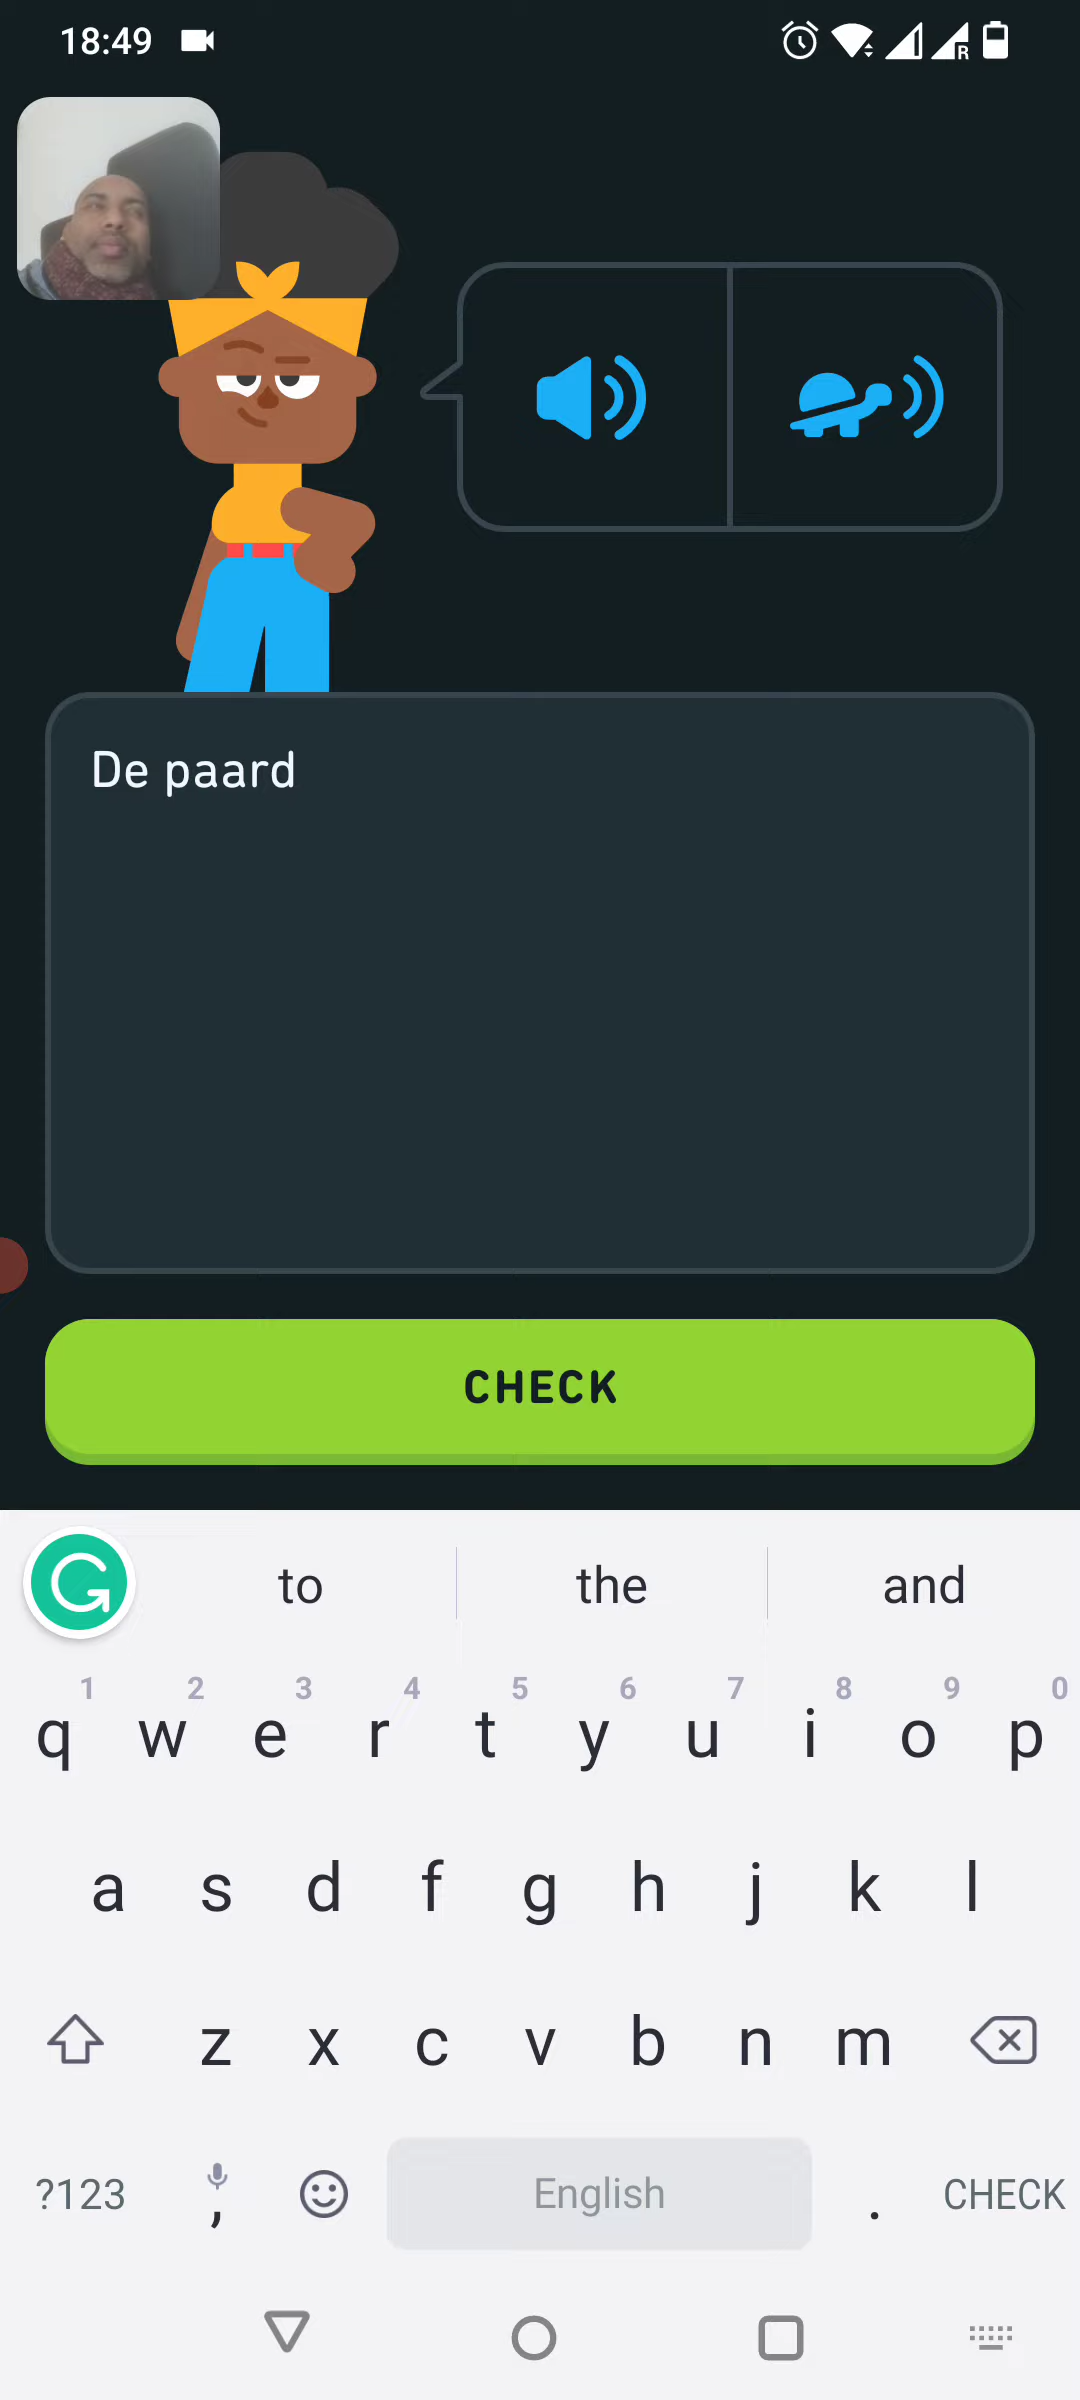 18:49
R
De paard
CHECK
to the and
1 2 3 4 5 6 7 8 9 0
q w e r t y u i o p
a s d f g h j k l
z x c v b n m
?123 , English . CHECK